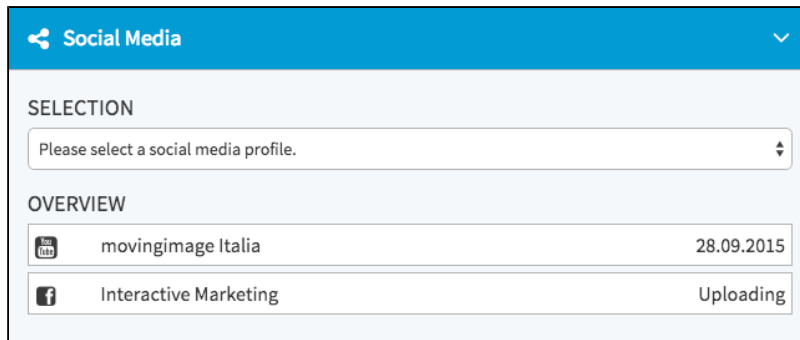 Social Media
SELECTION
Please select a social media profile.
OVERVIEW
You Tube movingimage Italia 28.09.2015
f Interactive Marketing Uploading